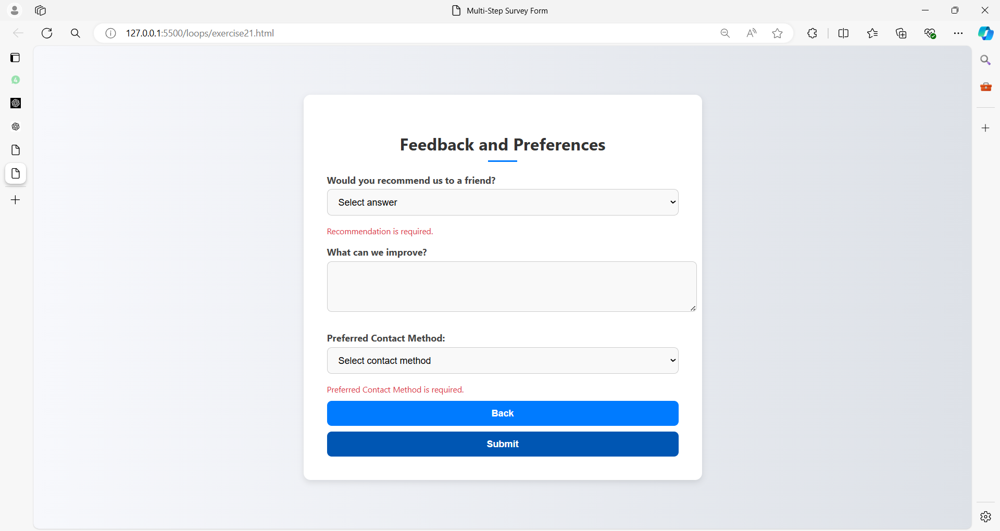 Multi-Step Survey Form
127.0.0.1:5500/loops/exercise21.html
Feedback and Preferences
Would you recommend us to a friend?
Select answer
Recommendation is required.
What can we improve?
Preferred Contact Method:
Select contact method
Preferred Contact Method is required.
Back
Submit